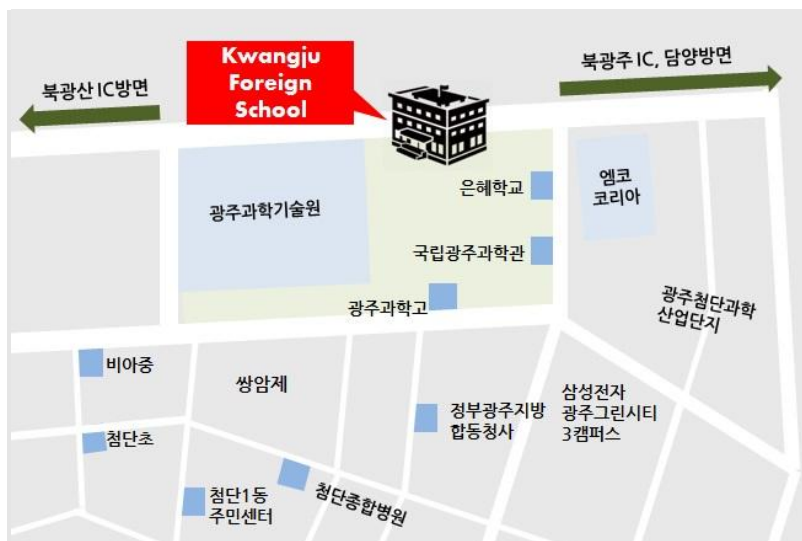 Kwangju
Foreign
School
북광산 IC방면
북광주 IC, 담양방면
엠코
코리아
은혜학교
광주과학기술원
국립광주과학관
광주과학고
광주첨단과학
산업단지
비아중
쌍암제
삼성전자
광주그린시티
3캠퍼스
정부광주지방
합동청사
첨단초
첨단1동
주민센터
첨단종합병원